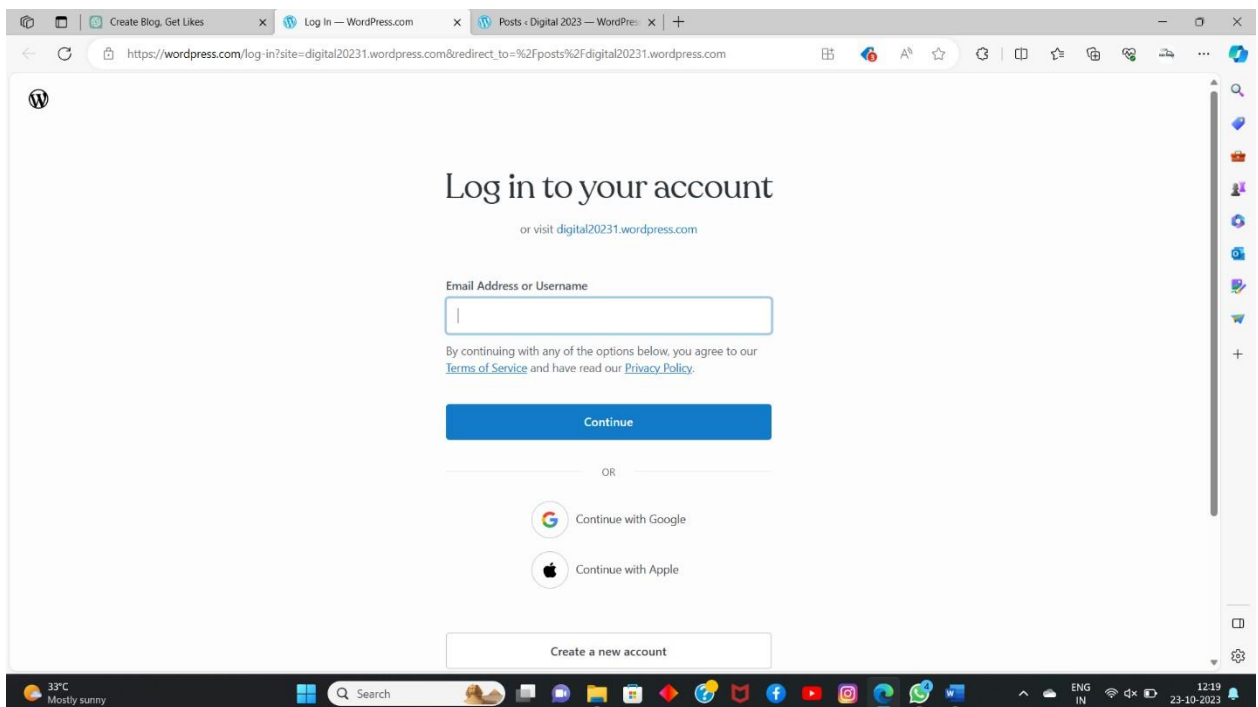 Create Blog, Get Likes
Log In — WordPress.com
Posts ‹ Digital 2023 — WordPres
https://wordpress.com/log-in?site=digital20231.wordpress.com&redirect_to=%2Fposts%2Fdigital20231.wordpress.com
Log in to your account
or visit digital20231.wordpress.com
Email Address or Username
By continuing with any of the options below, you agree to our
Terms of Service and have read our Privacy Policy.
Continue
OR
Continue with Google
Continue with Apple
Create a new account
33°C
Mostly sunny
Search
ENG
IN
12:19
23-10-2023